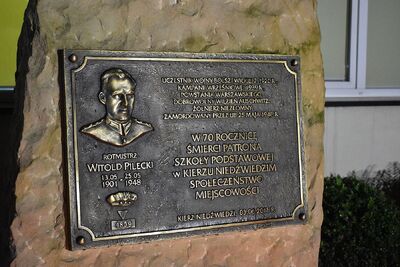 UCZESTNIK WOJNY BOLSZEWICKIEJ 1920 R.
KAMPANII WRZEŚNIOWEJ 1939 R.
POWSTANIA WARSZAWSKIEGO
DOBROWOLNY WIĘZIEŃ AUSCHWITZ
ŻOŁNIERZ NIEZŁOMNY
ZAMORDOWANY PRZEZ UB 25 MAJA 1948 R.
W 70 ROCZNICĘ
ŚMIERCI PATRONA
SZKOŁY PODSTAWOWEJ
W KIERZU NIEDŹWIEDZIM
SPOŁECZEŃSTWO
MIEJSCOWOŚCI
KIERZ NIEDŹWIEDZI,
ROTMISTRZ
WITOLD PILECKI
13.05 25.05
1901 1948